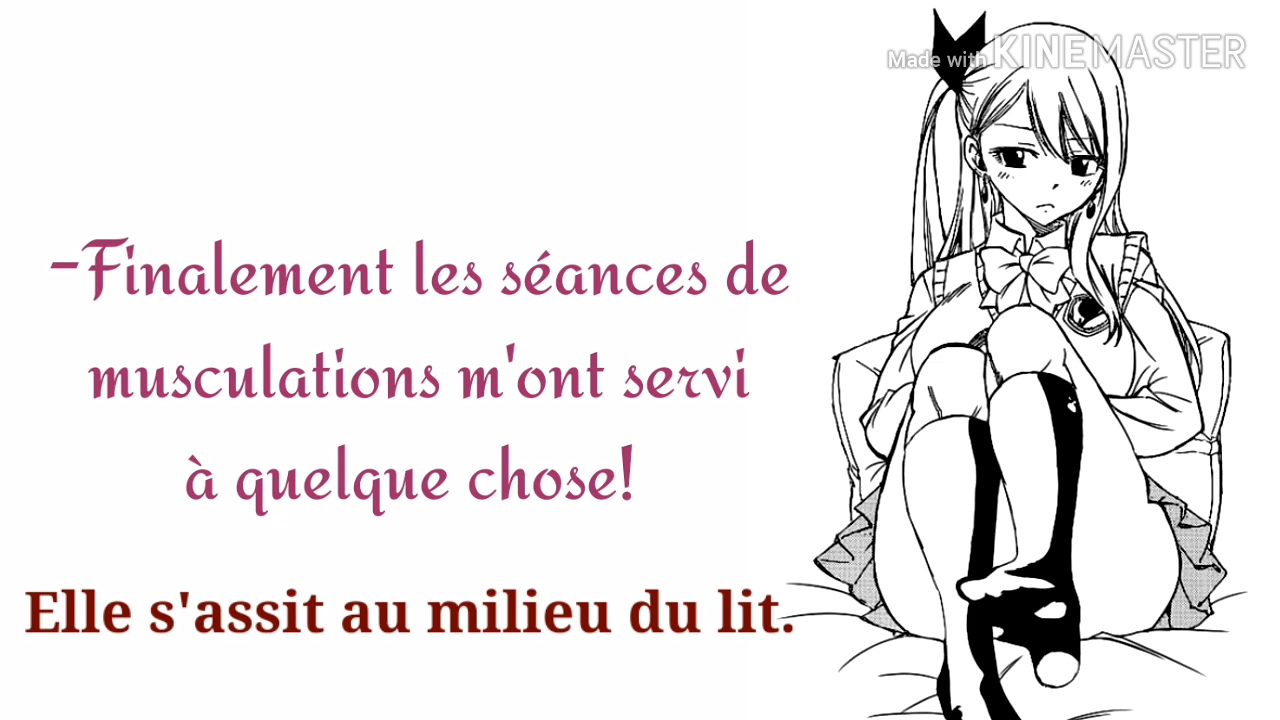 Made with KINEMASTER
-Finalement les séances de
musculations m'ont servi
à quelque chose!
Elle s'assit au milieu du lit.